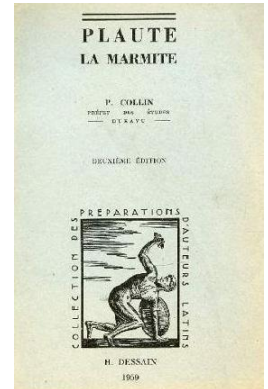 PLAUTE
LA MARMITE
P. COLLIN
PRÉFET DES ÉTUDES
DEUXIÈME ÉDITION
COLLECTION DES
PRÉPARATIONS
D'AUTEURS LATINS
H. DESSAIN
1959